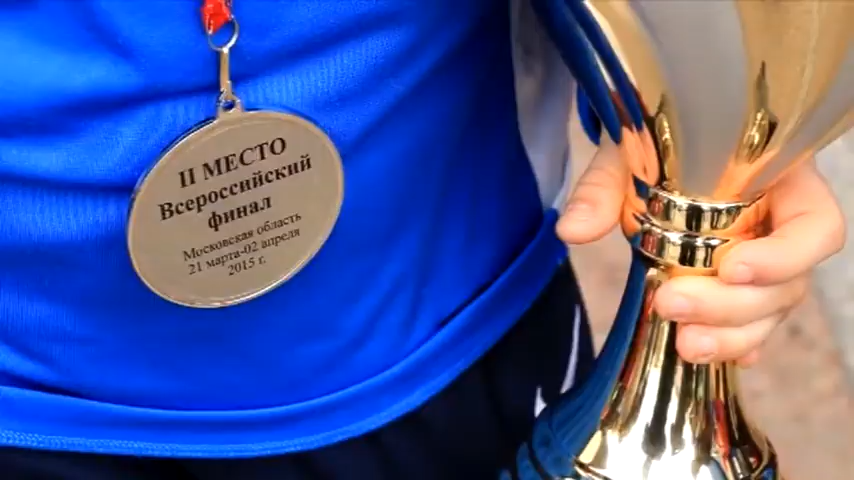 II МЕСТО
Всероссийский
финал
Московская область
21 марта-02 апреля
2015 г.